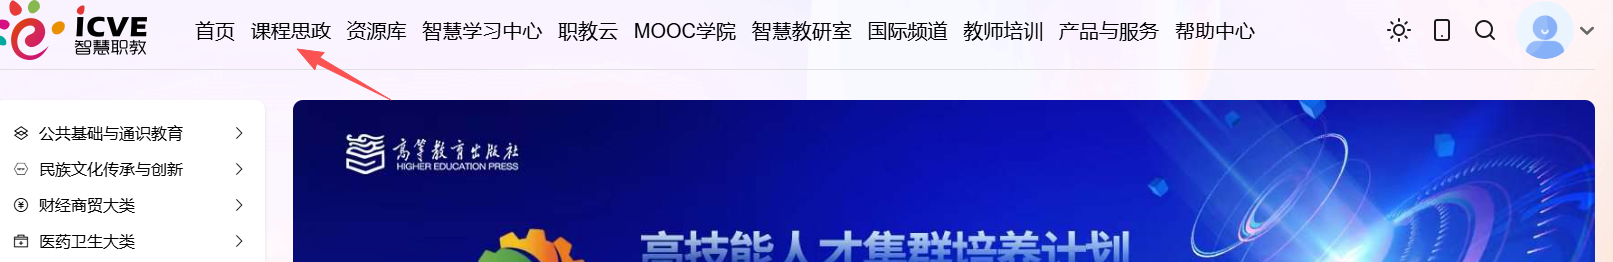 iCVE
智慧职教
首页 课程思政 资源库 智慧学习中心 职教云 MOOC学院 智慧教研室 国际频道 教师培训 产品与服务 帮助中心
公共基础与通识教育
民族文化传承与创新
财经商贸大类
医药卫生大类
高等教育出版社
HIGHER EDUCATION PRESS
高技能人才集群培养计划